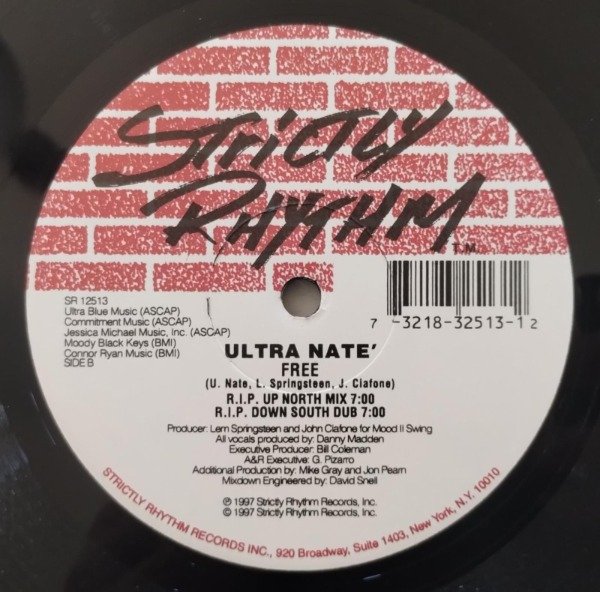 STRiCTLY
RHYTHM
T.M.
SR 12513
Ultra Blue Music (ASCAP)
Commitment Music (ASCAP)
Jessica Michael Music, Inc. (ASCAP)
Moody Black Keys (BMI)
Connor Ryan Music (BMI)
SIDE B
7 -3218-32513-1 2
ULTRA NATE'
FREE
(U. Nate, L. Springsteen, J. Ciafone)
R.I.P. UP NORTH MIX 7:00
R.I.P. DOWN SOUTH DUB 7:00
Producer: Lem Springsteen and John Ciafone for Mood II Swing
All vocals produced by: Danny Madden
Executive Producer: Bill Coleman
A&R Executive: G. Pizarro
Additional Production by: Mike Gray and Jon Pearn
Mixdown Engineered by: David Snell
℗ 1997 Strictly Rhythm Records, Inc.
© 1997 Strictly Rhythm Records, Inc.
STRICTLY RHYTHM RECORDS INC., 920 Broadway, Suite 1403, New York, N.Y. 10010